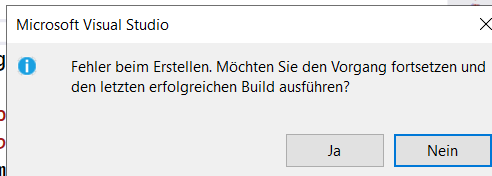 Microsoft Visual Studio
Fehler beim Erstellen. Möchten Sie den Vorgang fortsetzen und
den letzten erfolgreichen Build ausführen?
Ja
Nein